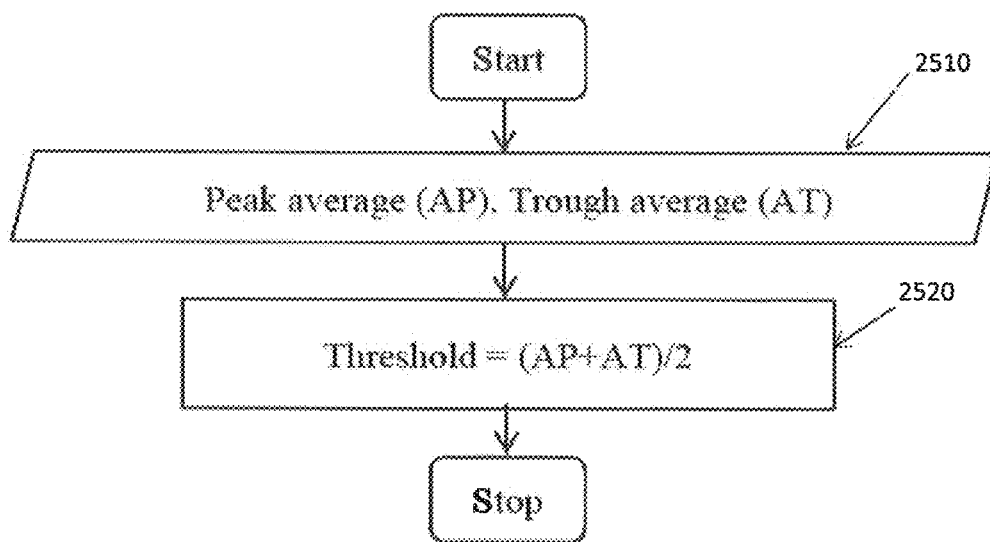 Start
2510
Peak average (AP), Trough average (AT)
2520
Threshold = (AP+AT)/2
Stop